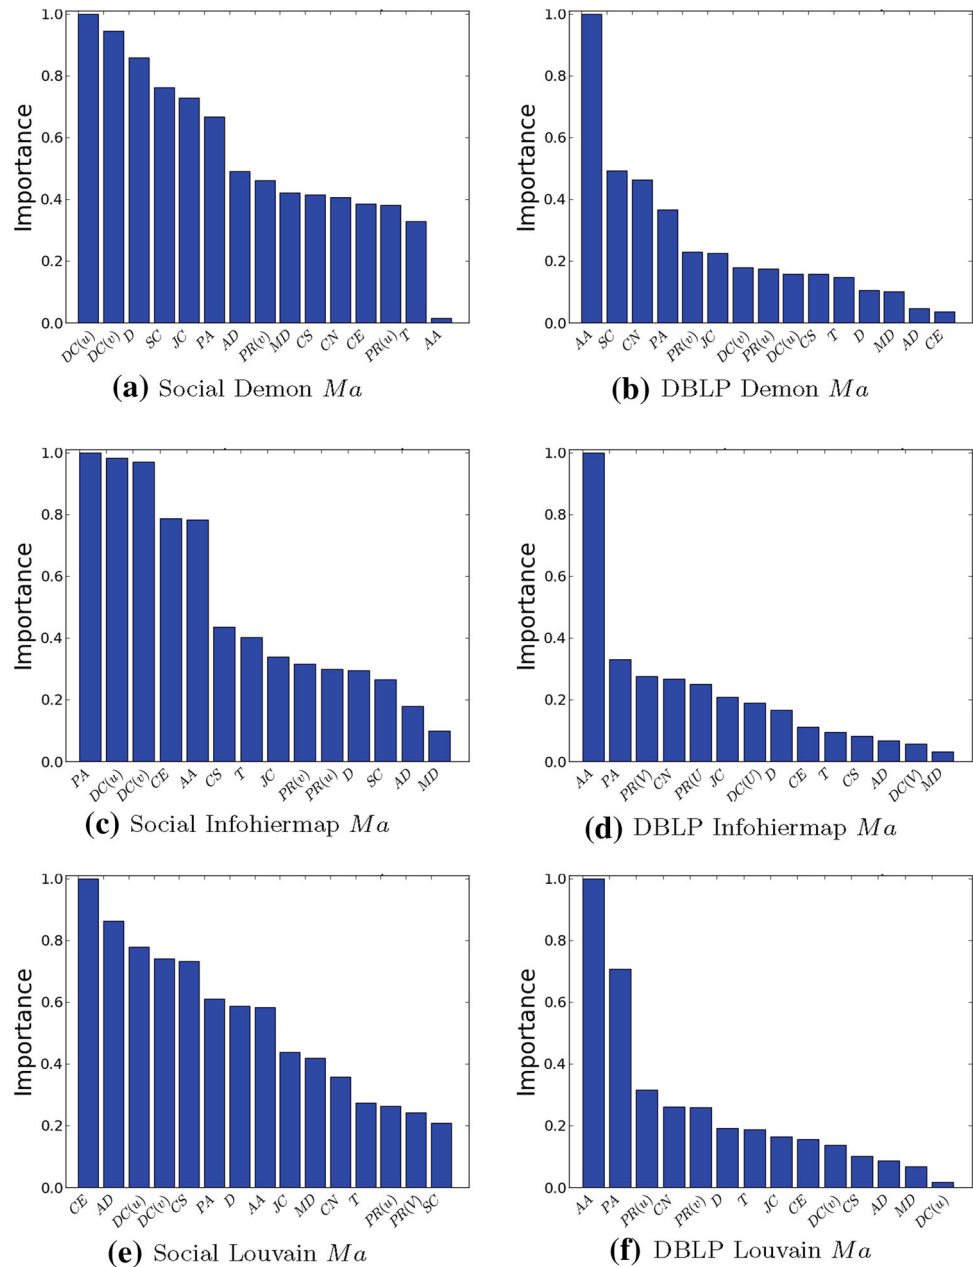 Importance
1.0
0.8
0.6
0.4
0.2
0.0
DC(u) DC(v) D SC JC PA AD PR(v) MD CS CN CE PR(u) T AA
(a) Social Demon Ma
Importance
1.0
0.8
0.6
0.4
0.2
0.0
AA SC CN PA PR(v) JC DC(v) PR(u) DC(u) CS T D MD AD CE
(b) DBLP Demon Ma
Importance
1.0
0.8
0.6
0.4
0.2
0.0
PA DC(u) DC(v) CE AA CS T JC PR(v) PR(u) D SC AD MD
(c) Social Infohiermap Ma
Importance
1.0
0.8
0.6
0.4
0.2
0.0
AA PA PR(V) CN PR(U JC DC(U) D CE T CS AD DC(V) MD
(d) DBLP Infohiermap Ma
Importance
1.0
0.8
0.6
0.4
0.2
0.0
CE AD DC(u) DC(v) CS PA D AA JC MD CN T PR(u) PR(V) SC
(e) Social Louvain Ma
Importance
1.0
0.8
0.6
0.4
0.2
0.0
AA PA PR(u) CN PR(v) D T JC CE DC(v) CS AD MD DC(u)
(f) DBLP Louvain Ma